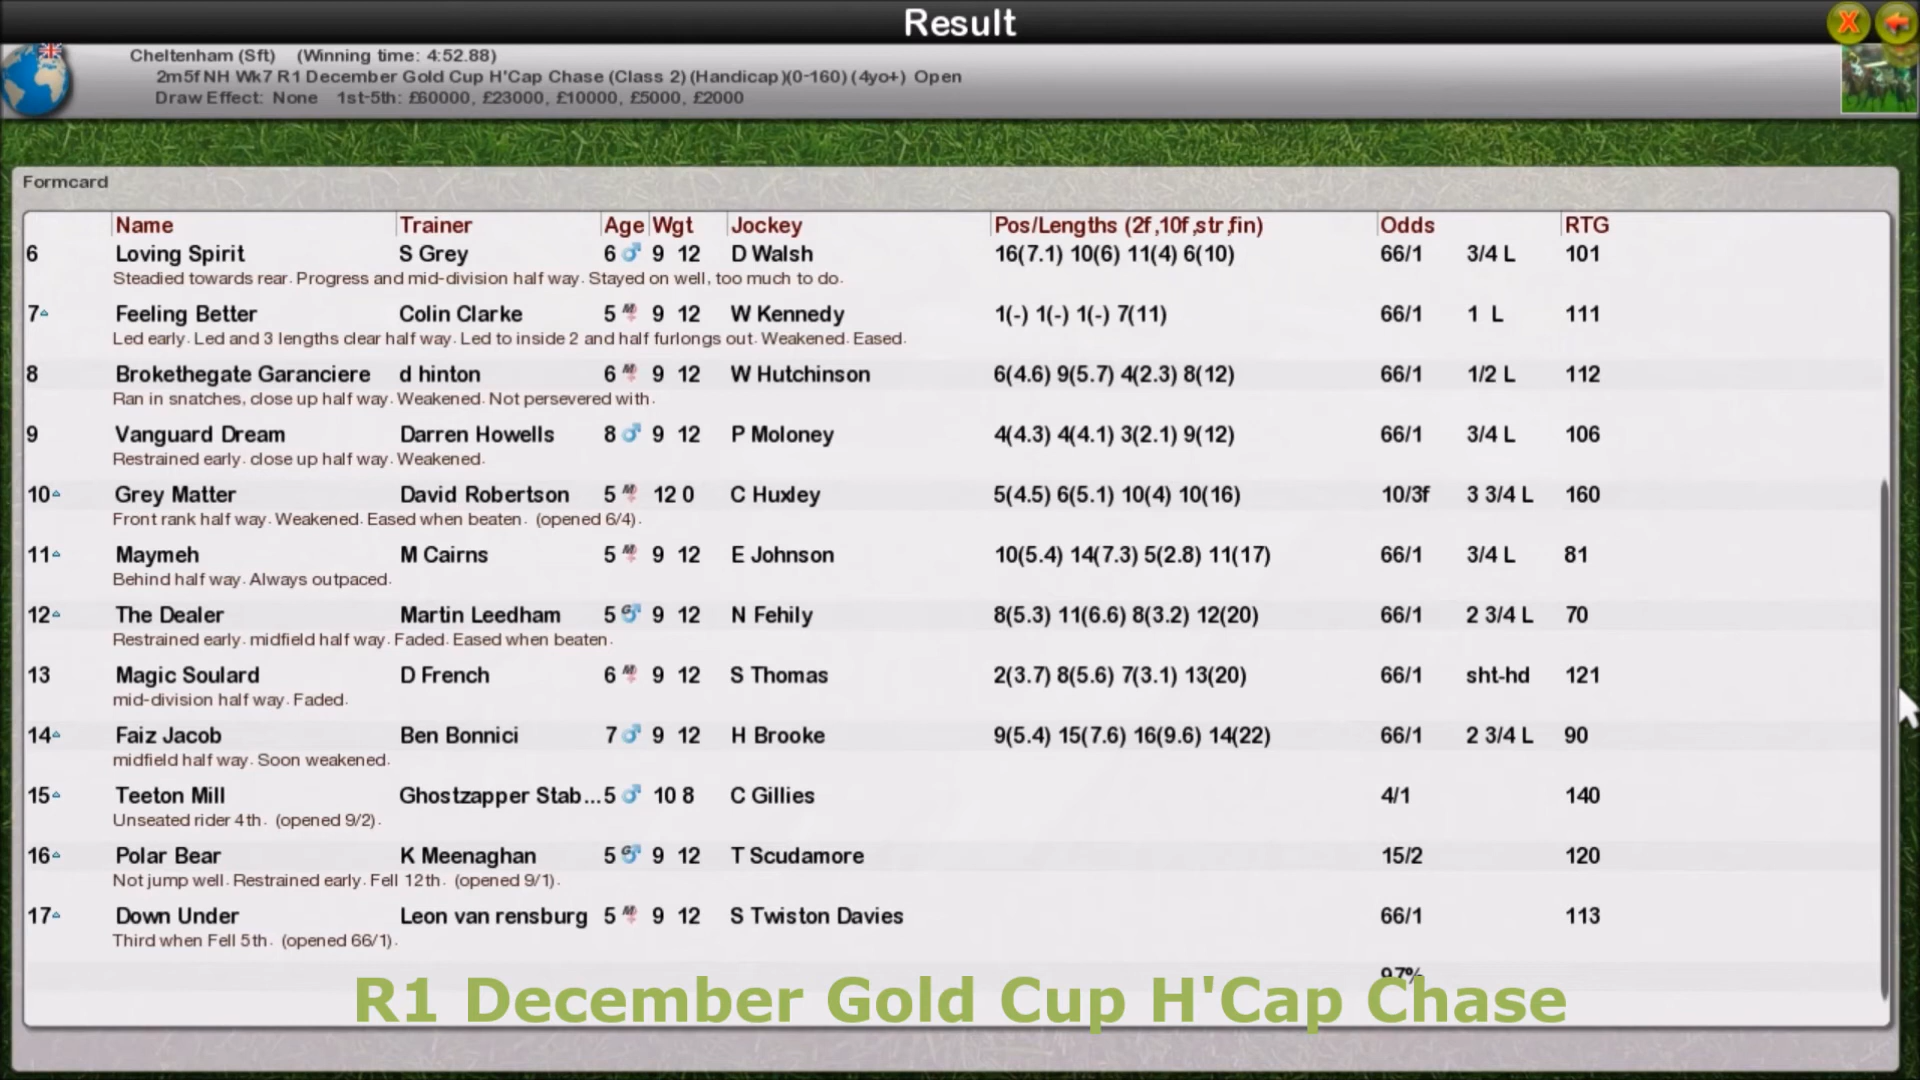 Result
Cheltenham (Sft) (Winning time: 4:52.88)
2m5f NH Wk7 R1 December Gold Cup H'Cap Chase (Class 2) (Handicap)(0-160) (4yo+) Open
Draw Effect: None 1st-5th: £60000, £23000, £10000, £5000, £2000
Formcard
Name Trainer Age Wgt Jockey Pos/Lengths (2f,10f,str,fin) Odds RTG
6 Loving Spirit S Grey 6 9 12 D Walsh 16(7.1) 10(6) 11(4) 6(10) 66/1 3/4 L 101
Steadied towards rear. Progress and mid-division half way. Stayed on well, too much to do.
7 Feeling Better Colin Clarke 5 M 9 12 W Kennedy 1(-) 1(-) 1(-) 7(11) 66/1 1 L 111
Led early. Led and 3 lengths clear half way. Led to inside 2 and half furlongs out. Weakened. Eased.
8 Brokethegate Garanciere d hinton 6 M 9 12 W Hutchinson 6(4.6) 9(5.7) 4(2.3) 8(12) 66/1 1/2 L 112
Ran in snatches, close up half way. Weakened. Not persevered with.
9 Vanguard Dream Darren Howells 8 9 12 P Moloney 4(4.3) 4(4.1) 3(2.1) 9(12) 66/1 3/4 L 106
Restrained early. close up half way. Weakened.
10 Grey Matter David Robertson 5 M 12 0 C Huxley 5(4.5) 6(5.1) 10(4) 10(16) 10/3f 3 3/4 L 160
Front rank half way. Weakened. Eased when beaten. (opened 6/4).
11 Maymeh M Cairns 5 M 9 12 E Johnson 10(5.4) 14(7.3) 5(2.8) 11(17) 66/1 3/4 L 81
Behind half way. Always outpaced.
12 The Dealer Martin Leedham 5 G 9 12 N Fehily 8(5.3) 11(6.6) 8(3.2) 12(20) 66/1 2 3/4 L 70
Restrained early. midfield half way. Faded. Eased when beaten.
13 Magic Soulard D French 6 M 9 12 S Thomas 2(3.7) 8(5.6) 7(3.1) 13(20) 66/1 sht-hd 121
mid-division half way. Faded.
14 Faiz Jacob Ben Bonnici 7 9 12 H Brooke 9(5.4) 15(7.6) 16(9.6) 14(22) 66/1 2 3/4 L 90
midfield half way. Soon weakened.
15 Teeton Mill Ghostzapper Stab... 5 10 8 C Gillies 4/1 140
Unseated rider 4th. (opened 9/2).
16 Polar Bear K Meenaghan 5 G 9 12 T Scudamore 15/2 120
Not jump well. Restrained early. Fell 12th. (opened 9/1).
17 Down Under Leon van rensburg 5 M 9 12 S Twiston Davies 66/1 113
Third when Fell 5th. (opened 66/1).
97%
R1 December Gold Cup H'Cap Chase